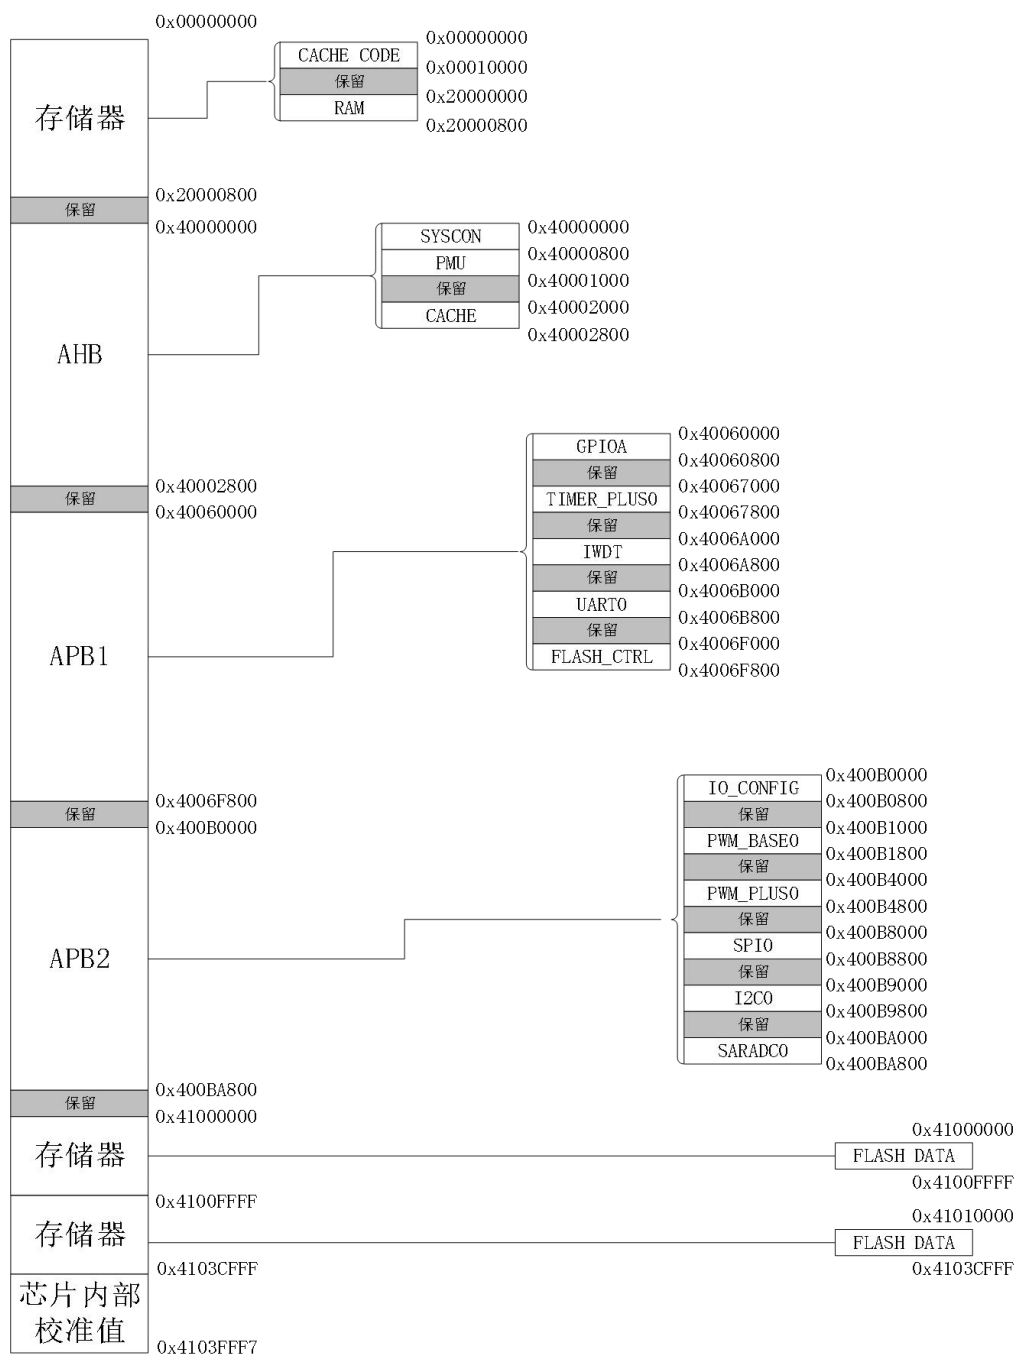 0x00000000
存储器
0x20000800
保留
0x40000000
AHB
0x40002800
保留
0x40060000
APB1
0x4006F800
保留
0x400B0000
APB2
0x400BA800
保留
0x41000000
存储器
0x4100FFFF
存储器
0x4103CFFF
芯片内部
校准值
0x4103FFF7
0x00000000
CACHE CODE
0x00010000
保留
0x20000000
RAM
0x20000800
0x40000000
SYSCON
0x40000800
PMU
0x40001000
保留
0x40002000
CACHE
0x40002800
0x40060000
GPIOA
0x40060800
保留
0x40067000
TIMER_PLUS0
0x40067800
保留
0x4006A000
IWDT
0x4006A800
保留
0x4006B000
UART0
0x4006B800
保留
0x4006F000
FLASH_CTRL
0x4006F800
0x400B0000
IO_CONFIG
0x400B0800
保留
0x400B1000
PWM_BASE0
0x400B1800
保留
0x400B4000
PWM_PLUS0
0x400B4800
保留
0x400B8000
SPI0
0x400B8800
保留
0x400B9000
I2C0
0x400B9800
保留
0x400BA000
SARADC0
0x400BA800
0x41000000
FLASH DATA
0x4100FFFF
0x41010000
FLASH DATA
0x4103CFFF